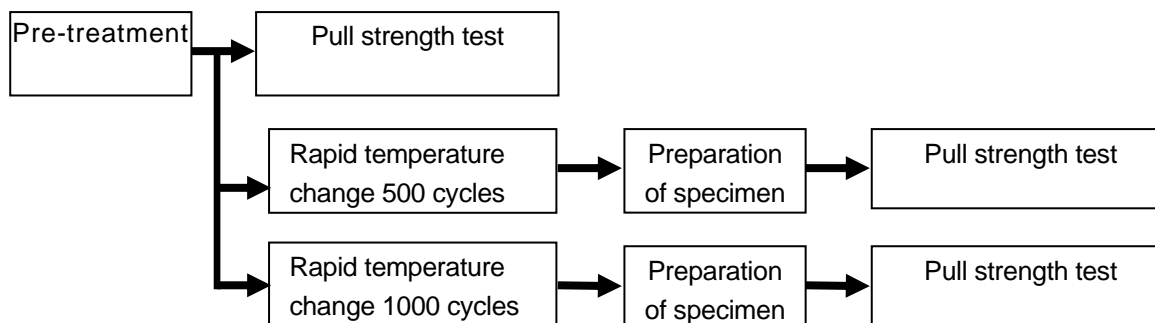 Pre-treatment
Pull strength test
Rapid temperature
change 500 cycles
Preparation
of specimen
Pull strength test
Rapid temperature
change 1000 cycles
Preparation
of specimen
Pull strength test